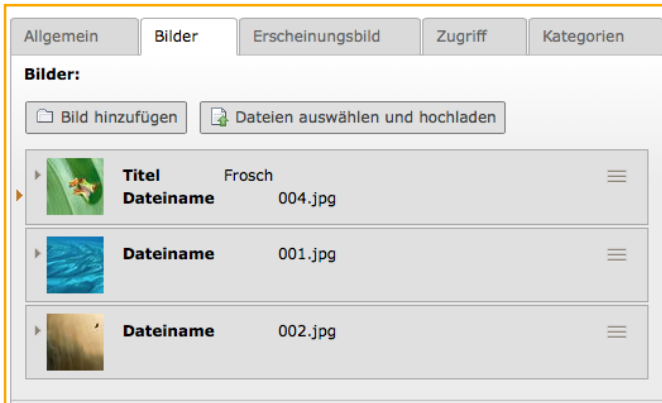 Allgemein Bilder Erscheinungsbild Zugriff Kategorien
Bilder:
Bild hinzufügen Dateien auswählen und hochladen
Titel Frosch
Dateiname 004.jpg
Dateiname 001.jpg
Dateiname 002.jpg